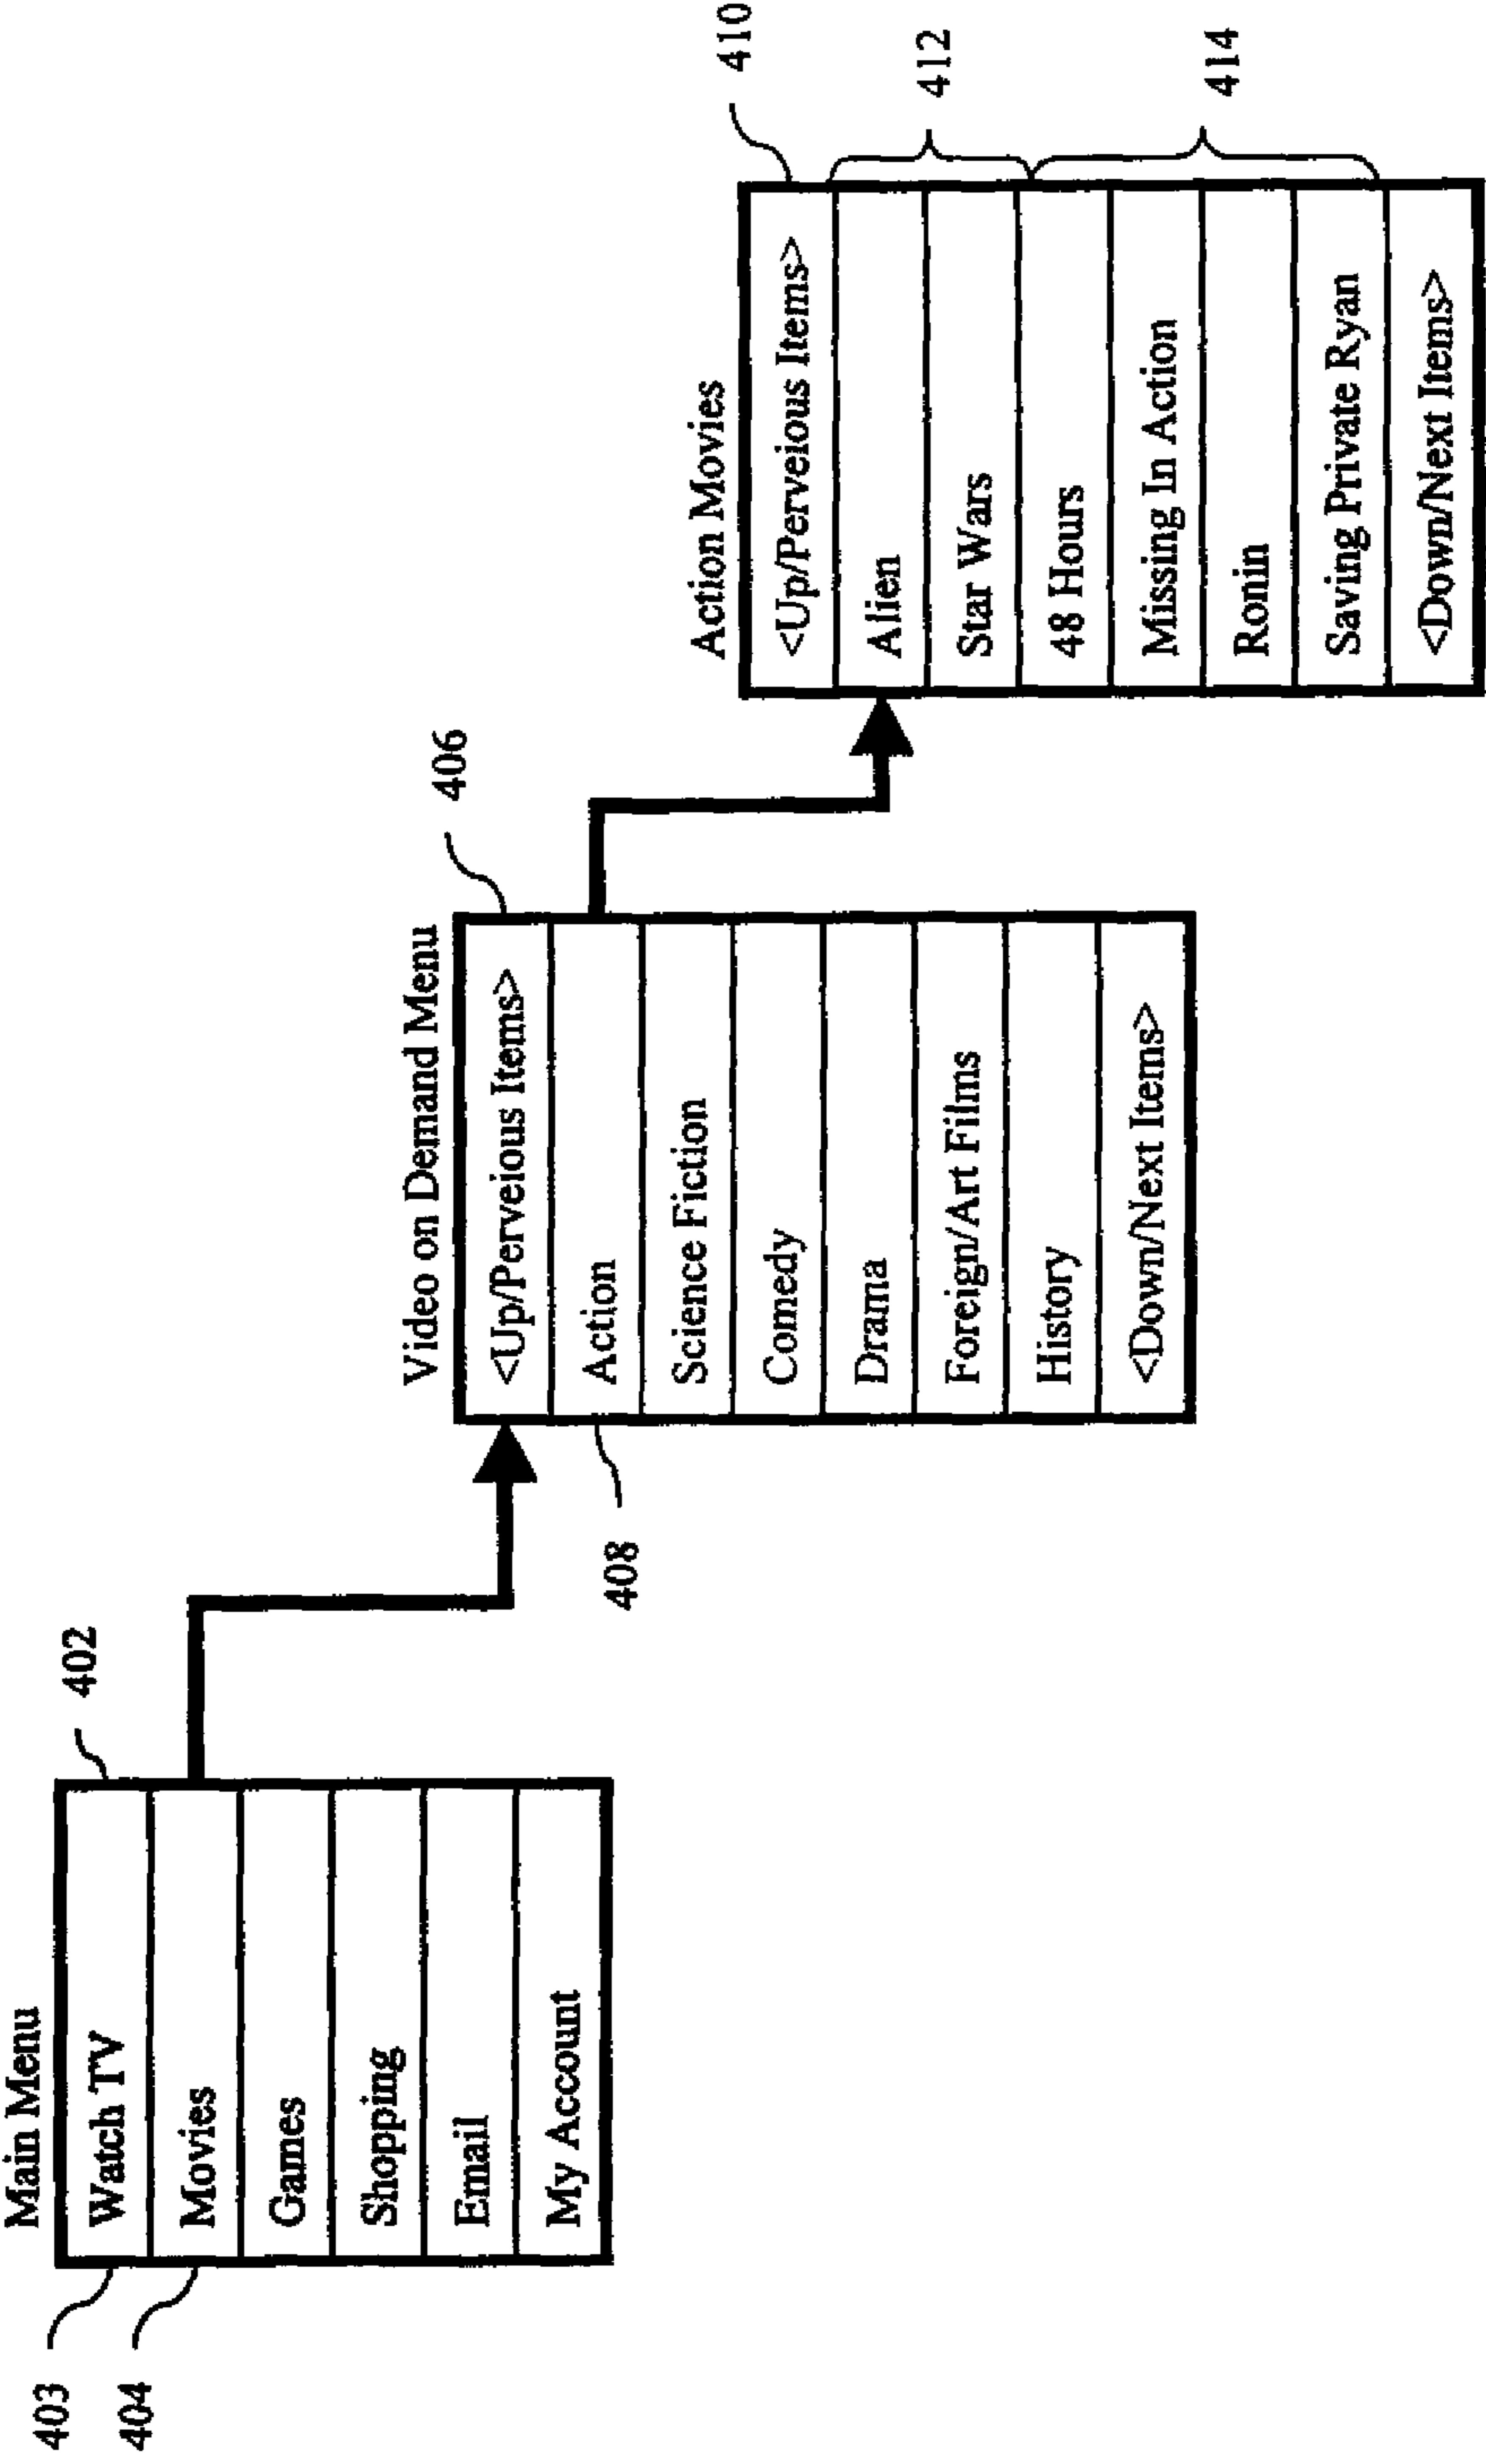 Main Menu
402
403
Watch TV
404
Movies
Games
Shopping
Email
My Account
Video on Demand Menu
406
<Up/Perveious Items>
408
Action
Science Fiction
Comedy
Drama
Foreign/Art Films
History
<Down/Next Items>
Action Movies
410
<Up/Perveious Items>
412
Alien
Star Wars
414
48 Hours
Missing In Action
Ronin
Saving Private Ryan
<Down/Next Items>